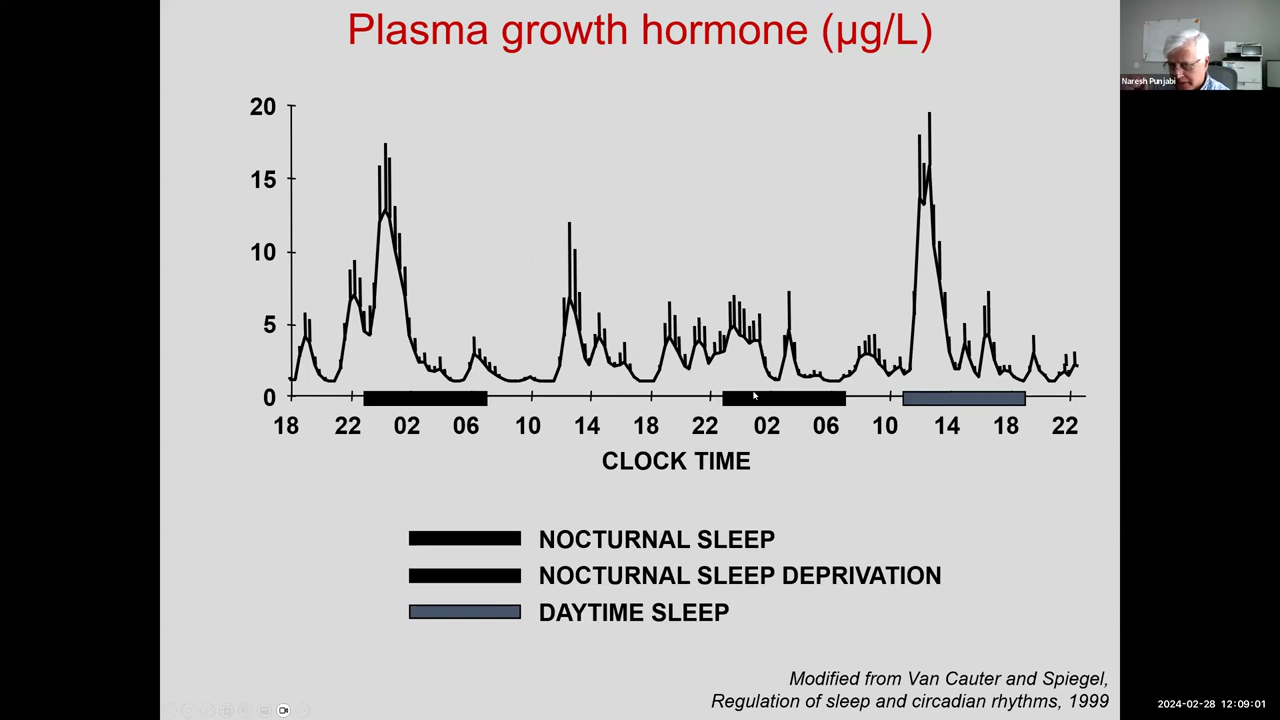 Plasma growth hormone (µg/L)
Naresh Punjabi
20
15
10
5
0
18 22 02 06 10 14 18 22 02 06 10 14 18 22
CLOCK TIME
NOCTURNAL SLEEP
NOCTURNAL SLEEP DEPRIVATION
DAYTIME SLEEP
Modified from Van Cauter and Spiegel,
Regulation of sleep and circadian rhythms, 1999
2024-02-28 12:09:01